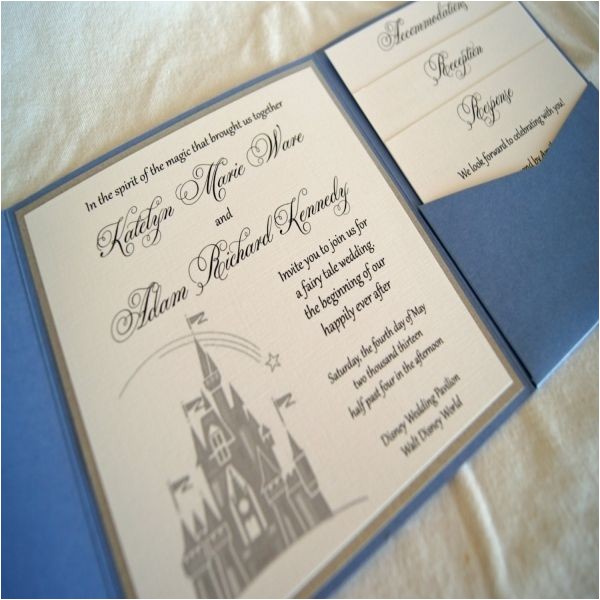 In the spirit of the magic that brought us together
Katelyn Marie Ware
and
Adam Richard Kennedy
Invite you to join us for
a fairy tale wedding,
the beginning of our
happily ever after
Saturday, the fourth day of May
two thousand thirteen
half past four in the afternoon
Disney Wedding Pavilion
Walt Disney World
Accommodations
Reception
Response
We look forward to celebrating with you!
by